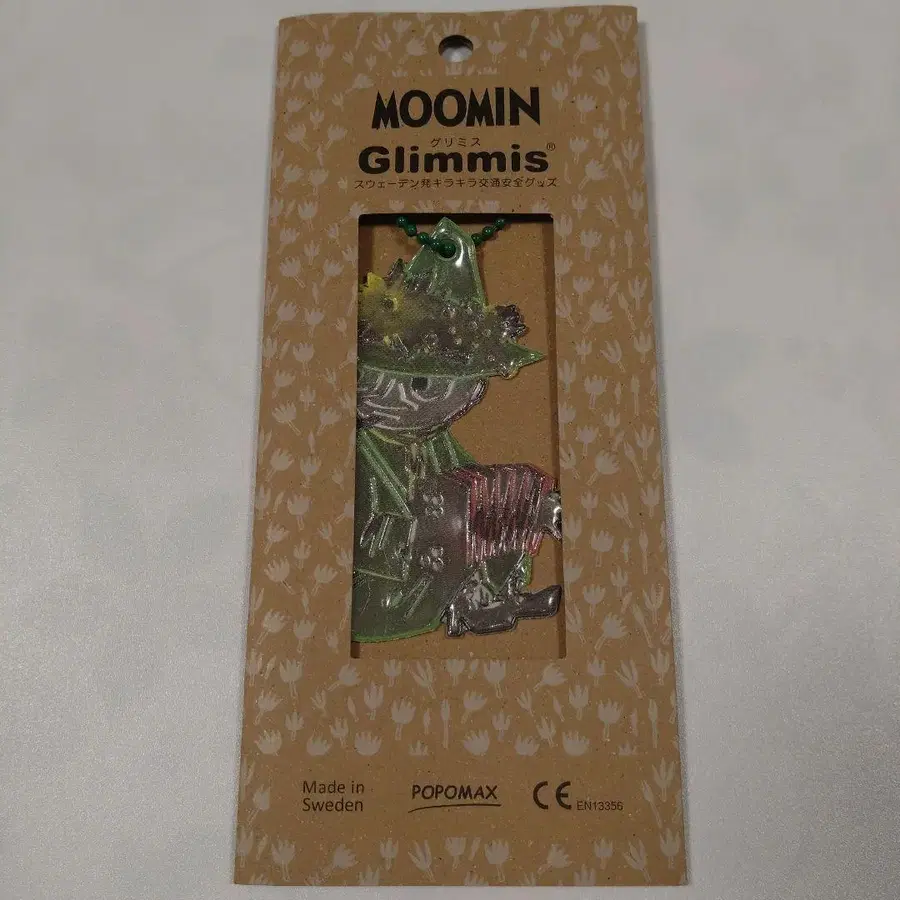 MOOMIN
グリミス
Glimmis®
スウェーデン発キラキラ交通安全グッズ
Made in
Sweden
POPOMAX
CE EN13356